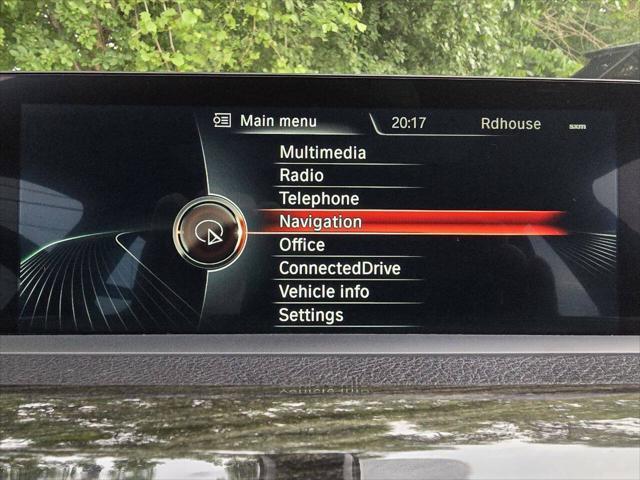 Main menu 20:17 Rdhouse sxm
Multimedia
Radio
Telephone
Navigation
Office
ConnectedDrive
Vehicle info
Settings